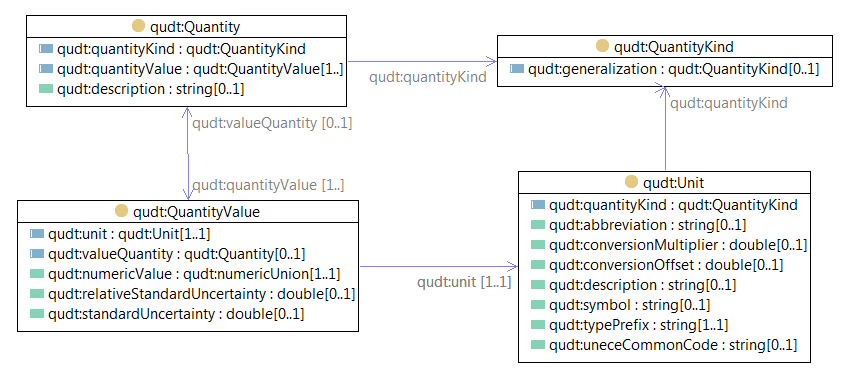 qudt:Quantity
qudt:quantityKind : qudt:QuantityKind
qudt:quantityValue : qudt:QuantityValue[1..]
qudt:description : string[0..1]
qudt:QuantityKind
qudt:generalization : qudt:QuantityKind[0..1]
qudt:quantityKind
qudt:quantityKind
qudt:valueQuantity [0..1]
qudt:quantityValue [1..]
qudt:QuantityValue
qudt:unit : qudt:Unit[1..1]
qudt:valueQuantity : qudt:Quantity[0..1]
qudt:numericValue : qudt:numericUnion[1..1]
qudt:relativeStandardUncertainty : double[0..1]
qudt:standardUncertainty : double[0..1]
qudt:unit [1..1]
qudt:Unit
qudt:quantityKind : qudt:QuantityKind
qudt:abbreviation : string[0..1]
qudt:conversionMultiplier : double[0..1]
qudt:conversionOffset : double[0..1]
qudt:description : string[0..1]
qudt:symbol : string[0..1]
qudt:typePrefix : string[1..1]
qudt:uneceCommonCode : string[0..1]